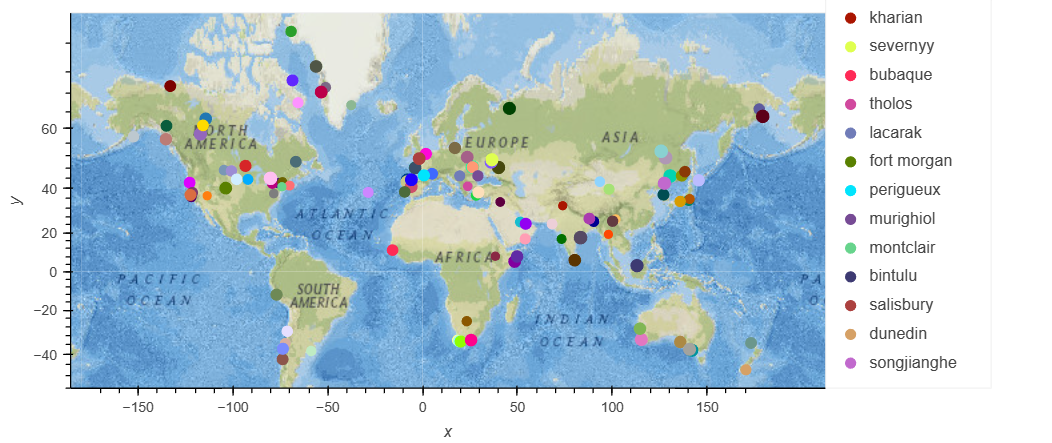 kharian
severnyy
bubaque
tholos
lacarak
fort morgan
perigueux
murighiol
montclair
bintulu
salisbury
dunedin
songjianghe
NORTH
AMERICA
EUROPE
ASIA
ATLANTIC
OCEAN
AFRICA
PACIFIC
OCEAN
SOUTH
AMERICA
INDIAN
OCEAN
PA
O
y
60
40
20
0
−20
−40
−150
−100
−50
0
50
100
150
x